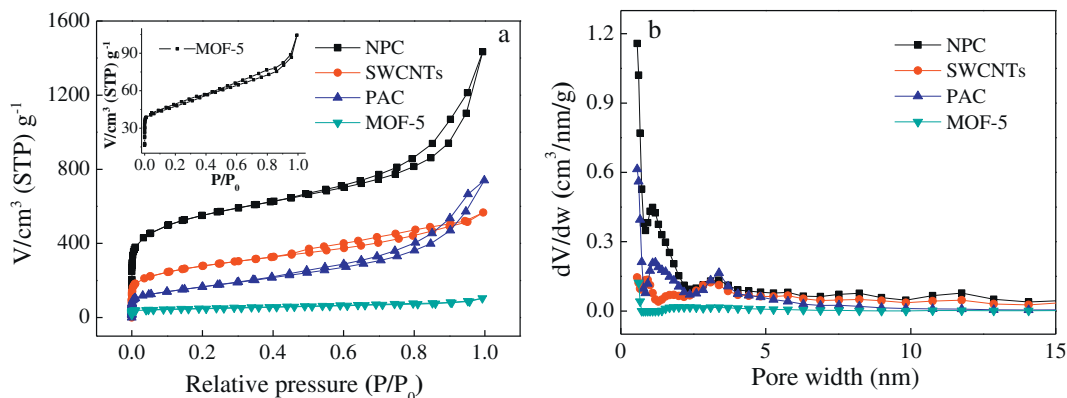 a
V/cm³ (STP) g⁻¹
1600
1200
800
400
0
0.0 0.2 0.4 0.6 0.8 1.0
Relative pressure (P/P₀)
NPC
SWCNTs
PAC
MOF-5
V/cm³ (STP) g⁻¹
90
60
30
0.0 0.2 0.4 0.6 0.8 1.0
P/P₀
MOF-5
b
dV/dw (cm³/nm/g)
1.2
0.9
0.6
0.3
0.0
0 5 10 15
Pore width (nm)
NPC
SWCNTs
PAC
MOF-5